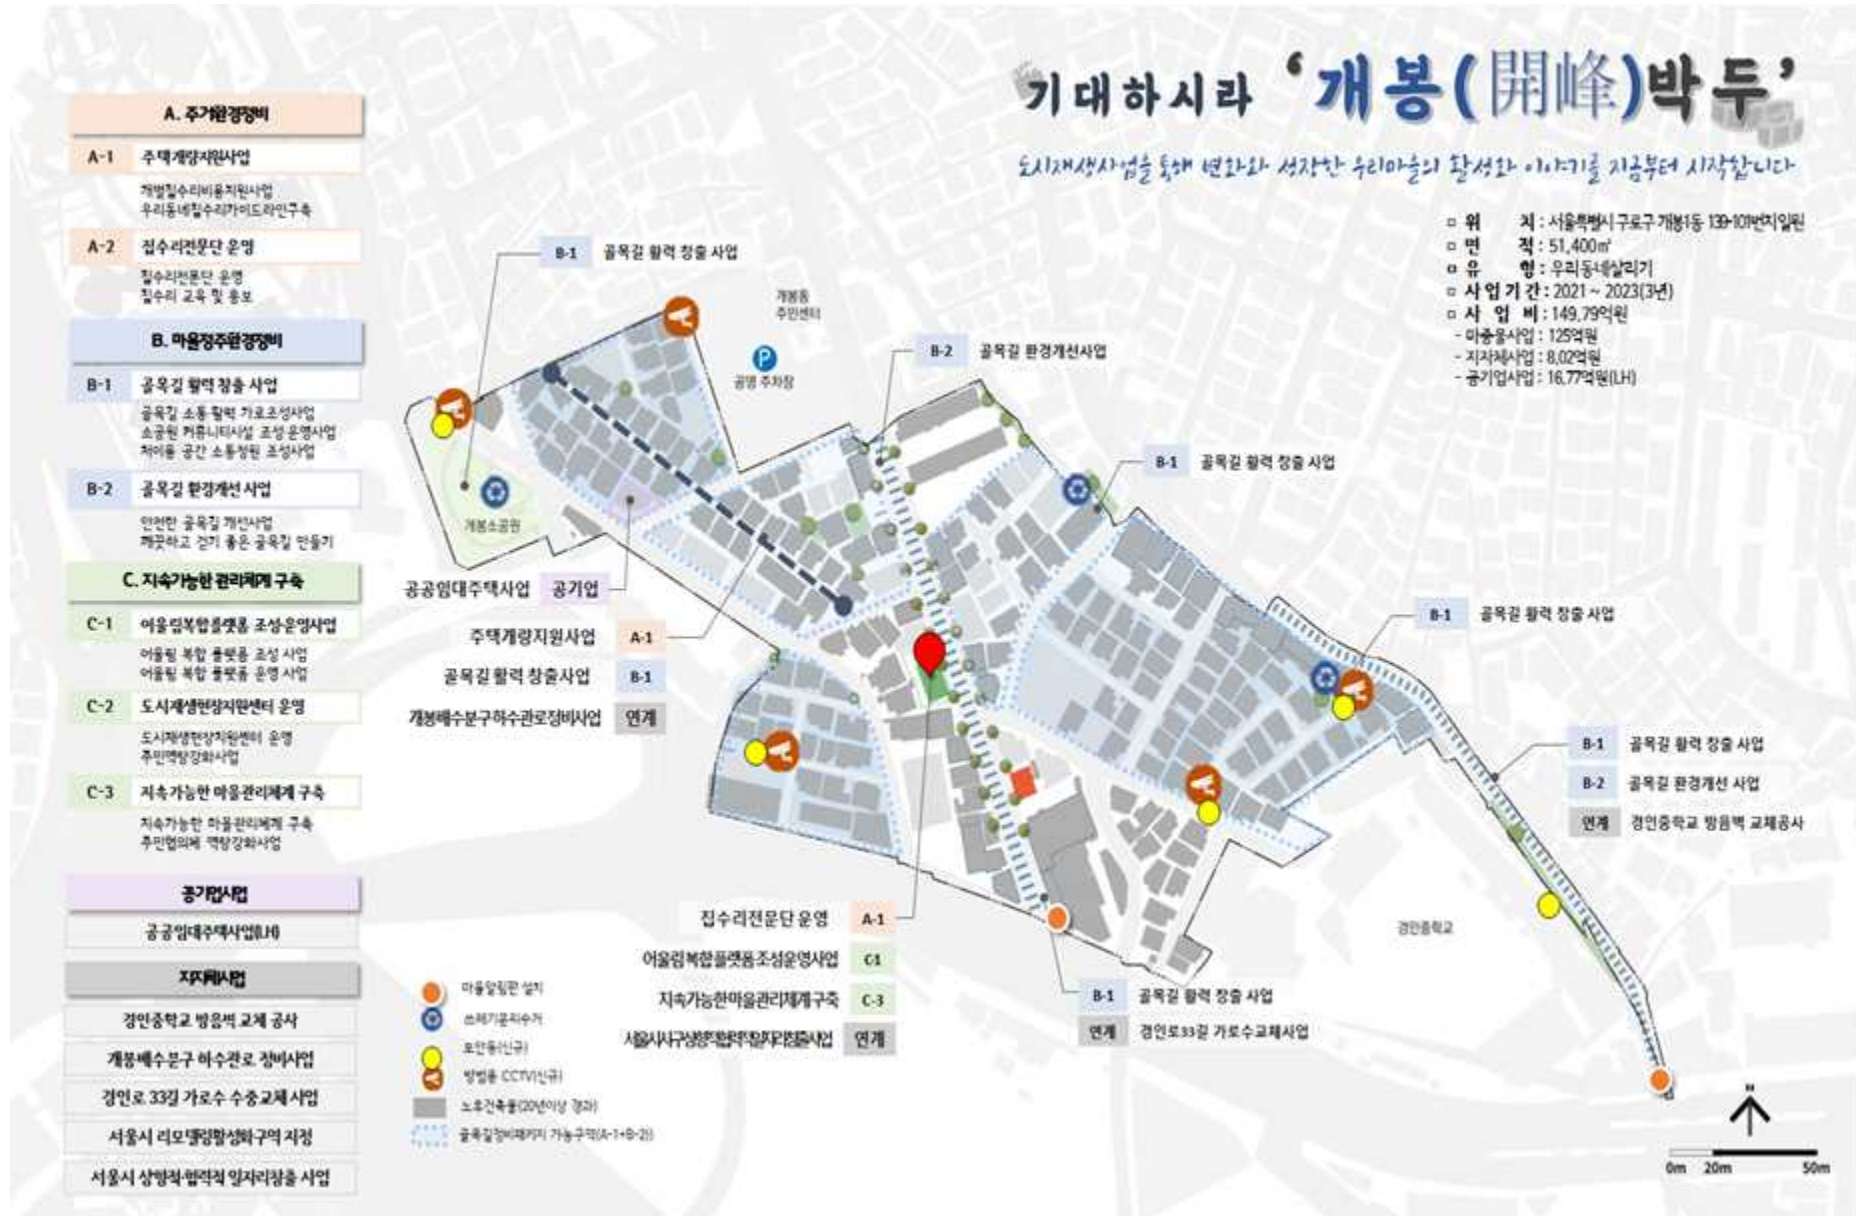 기대하시라 ‘개봉(開峰)박두’
도시재생사업을 통해 변화와 성장한 우리마을의 활성화 이야기를 지금부터 시작합니다
▫ 위 치 : 서울특별시 구로구 개봉1동 139-101번지일원
▫ 면 적 : 51,400㎡
▫ 유 형 : 우리동네살리기
▫ 사업기간 : 2021 ~ 2023(3년)
▫ 사 업 비 : 149,79억원
- 마중물사업 : 125억원
- 지자체사업 : 8,02억원
- 공기업사업 : 16,77억원(LH)
A. 주거환경정비
A-1 주택개량지원사업
개별집수리비용지원사업
우리동네집수리가이드라인구축
A-2 집수리전문단 운영
집수리전문단 운영
집수리 교육 및 홍보
B. 마을정주환경정비
B-1 골목길 활력 창출 사업
골목길 소통 활력 가로조성사업
소공원 커뮤니티시설 조성 운영사업
자이음 공간 소통정원 조성사업
B-2 골목길 환경개선 사업
안전한 골목길 개선사업
깨끗하고 걷기 좋은 골목길 만들기
C. 지속가능한 관리체계 구축
C-1 어울림복합플랫폼 조성·운영사업
어울림 복합 플랫폼 조성 사업
어울림 복합 플랫폼 운영 사업
C-2 도시재생현장지원센터 운영
도시재생현장지원센터 운영
주민역량강화사업
C-3 지속가능한 마을관리체계 구축
지속가능한 마을관리체계 구축
주민협의체 역량강화사업
공기업사업
공공임대주택사업(LH)
지자체사업
경인중학교 방음벽 교체 공사
개봉배수분구 하수관로 정비사업
경인로 33길 가로수 수종교체 사업
서울시 리모델링활성화구역 지정
서울시 상향적·협력적 일자리창출 사업
B-1 골목길 활력 창출 사업
개봉동
주민센터
P
공영 주차장
B-2 골목길 환경개선사업
B-1 골목길 활력 창출 사업
개봉소공원
공공임대주택사업 공기업
주택개량지원사업 A-1
골목길 활력 창출사업 B-1
개봉배수분구하수관로정비사업 연계
B-1 골목길 활력 창출 사업
B-1 골목길 활력 창출 사업
B-2 골목길 환경개선 사업
연계 경인중학교 방음벽 교체공사
경인중학교
집수리전문단 운영 A-1
어울림복합플랫폼조성운영사업 C-1
지속가능한마을관리체계구축 C-3
연계
B-1 골목길 활력 창출 사업
연계 경인로33길 가로수교체사업
마을알림판 설치
쓰레기분리수거
보안등(신규)
방범용 CCTV(신규)
노후건축물(20년이상 경과)
골목길정비패키지 가능구역(A-1+B-2))
0m 20m 50m